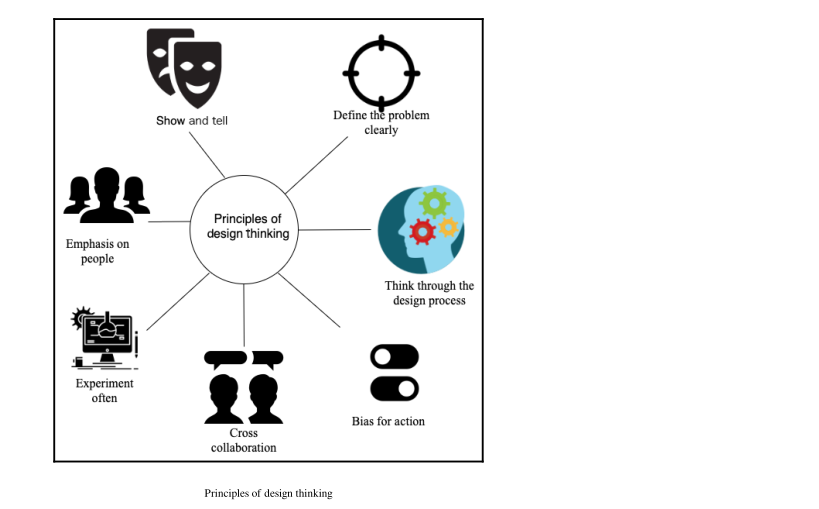 Show and tell
Define the problem
clearly
Emphasis on
people
Principles of
design thinking
Think through the
design process
Experiment
often
Cross
collaboration
Bias for action
Principles of design thinking